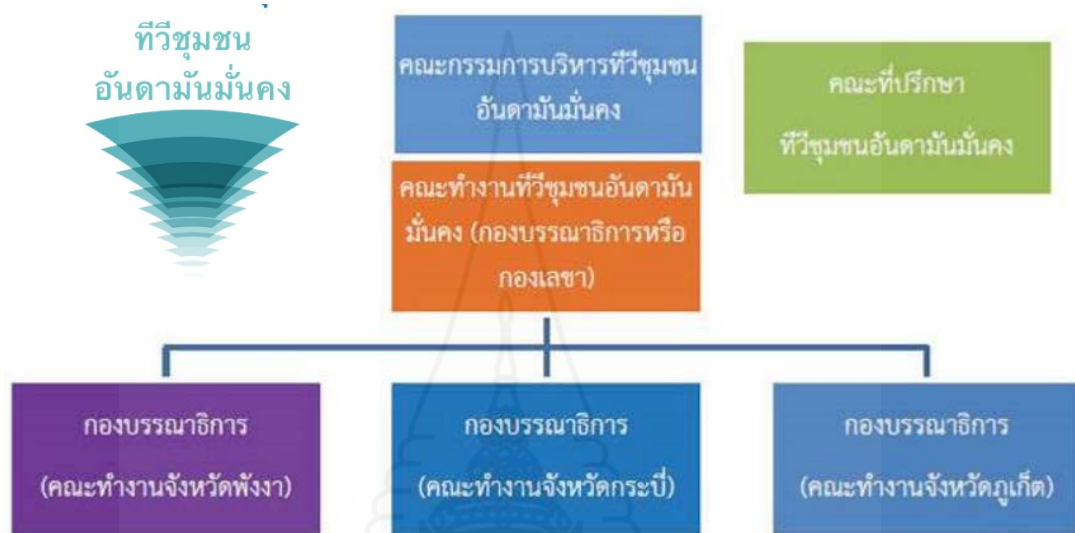 ทีวีชุมชน
อันดามันมั่นคง
คณะกรรมการบริหารทีวีชุมชน
อันดามันมั่นคง
คณะที่ปรึกษา
ทีวีชุมชนอันดามันมั่นคง
คณะทำงานทีวีชุมชนอันดามัน
มั่นคง (กองบรรณาธิการหรือ
กองเลขา)
กองบรรณาธิการ
(คณะทำงานจังหวัดพังงา)
กองบรรณาธิการ
(คณะทำงานจังหวัดกระบี่)
กองบรรณาธิการ
(คณะทำงานจังหวัดภูเก็ต)